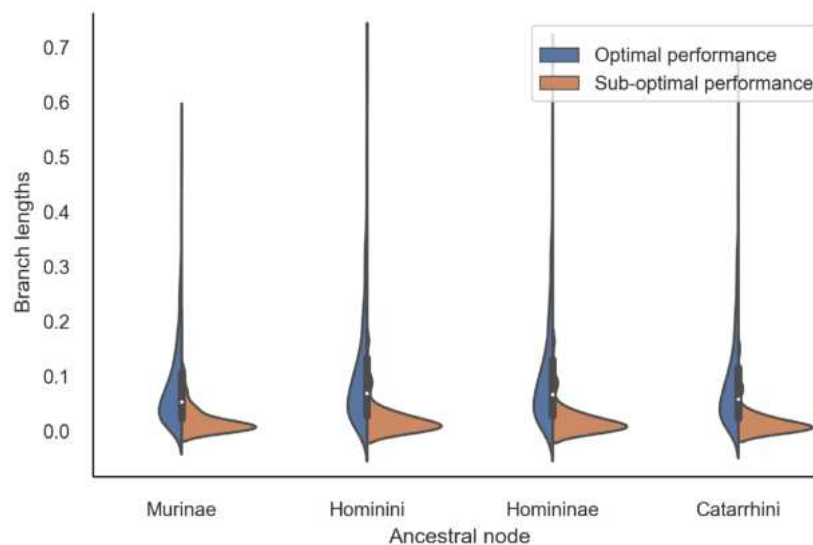 Optimal performance
Sub-optimal performance
Branch lengths
0.7
0.6
0.5
0.4
0.3
0.2
0.1
0.0
Murinae Hominini Homininae Catarrhini
Ancestral node